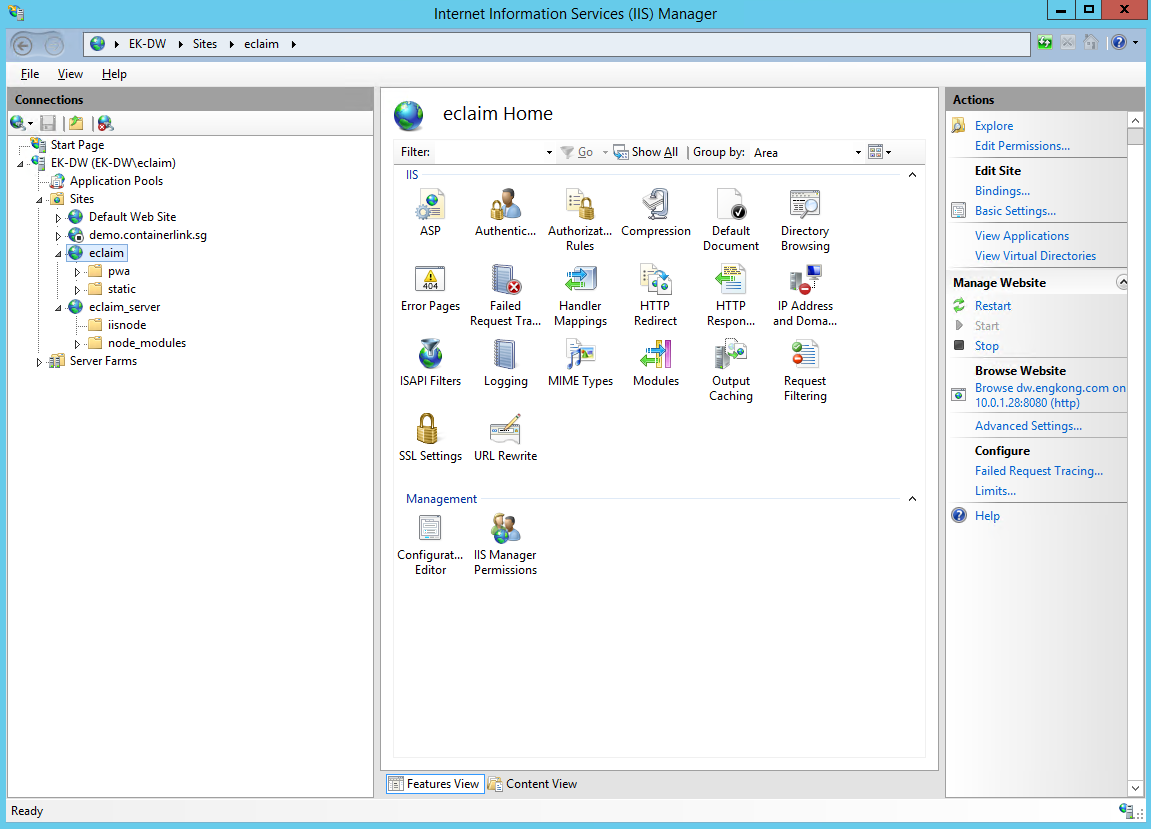 Internet Information Services (IIS) Manager
EK-DW
Sites
eclaim
File
View
Help
Connections
Start Page
EK-DW (EK-DW\eclaim)
Application Pools
Sites
Default Web Site
demo.containerlink.sg
eclaim
pwa
static
eclaim_server
iisnode
node_modules
Server Farms
eclaim Home
Filter:
Go
Show All
Group by:
Area
IIS
ASP
Authentic...
Authorizat...
Rules
Compression
Default
Document
Directory
Browsing
404
Error Pages
Failed
Request Tra...
Handler
Mappings
HTTP
Redirect
HTTP
Respon...
IP Address
and Doma...
ISAPI Filters
Logging
MIME Types
Modules
Output
Caching
Request
Filtering
SSL Settings
URL Rewrite
Management
Configurat...
Editor
IIS Manager
Permissions
Features View
Content View
Actions
Explore
Edit Permissions...
Edit Site
Bindings...
Basic Settings...
View Applications
View Virtual Directories
Manage Website
Restart
Start
Stop
Browse Website
Browse dw.engkong.com on
10.0.1.28:8080 (http)
Advanced Settings...
Configure
Failed Request Tracing...
Limits...
Help
Ready